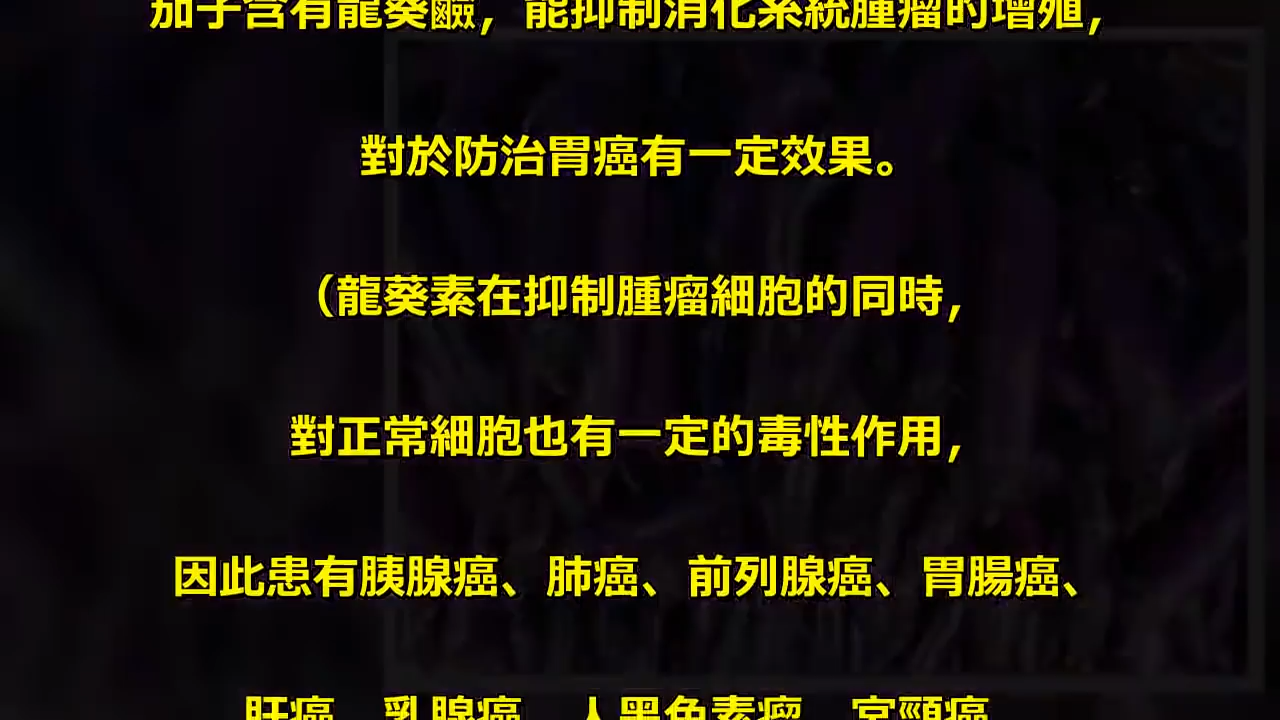 茄子含有龍葵鹼，能抑制消化系統腫瘤的增殖，
對於防治胃癌有一定效果。
（龍葵素在抑制腫瘤細胞的同時，
對正常細胞也有一定的毒性作用，
因此患有胰腺癌、肺癌、前列腺癌、胃腸癌、
肝癌、乳腺癌、人黑色素瘤、宮頸癌